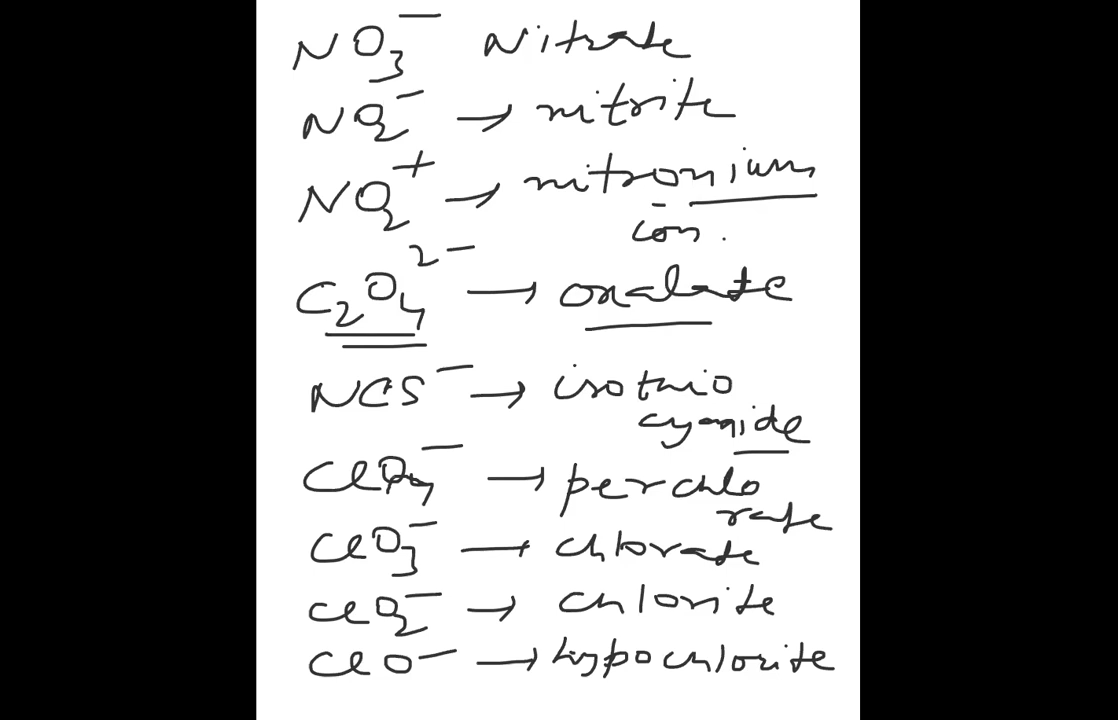 NO₃⁻ Nitrate
NO₂⁻ → nitrite
NO₂⁺ → nitronium
ion.
C₂O₄²⁻ → oxalate
NCS⁻ → isothio
cyanide
ClO₄⁻ → perchlo
rate
ClO₃⁻ → chlorate
ClO₂⁻ → chlorite
ClO⁻ → hypochlorite